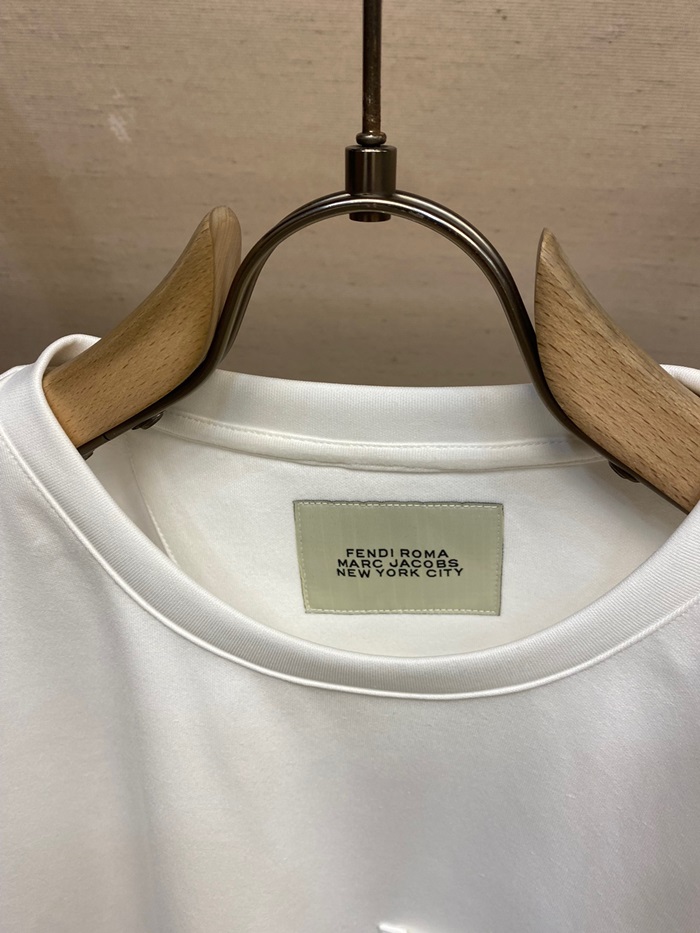 FENDI ROMA
MARC JACOBS
NEW YORK CITY